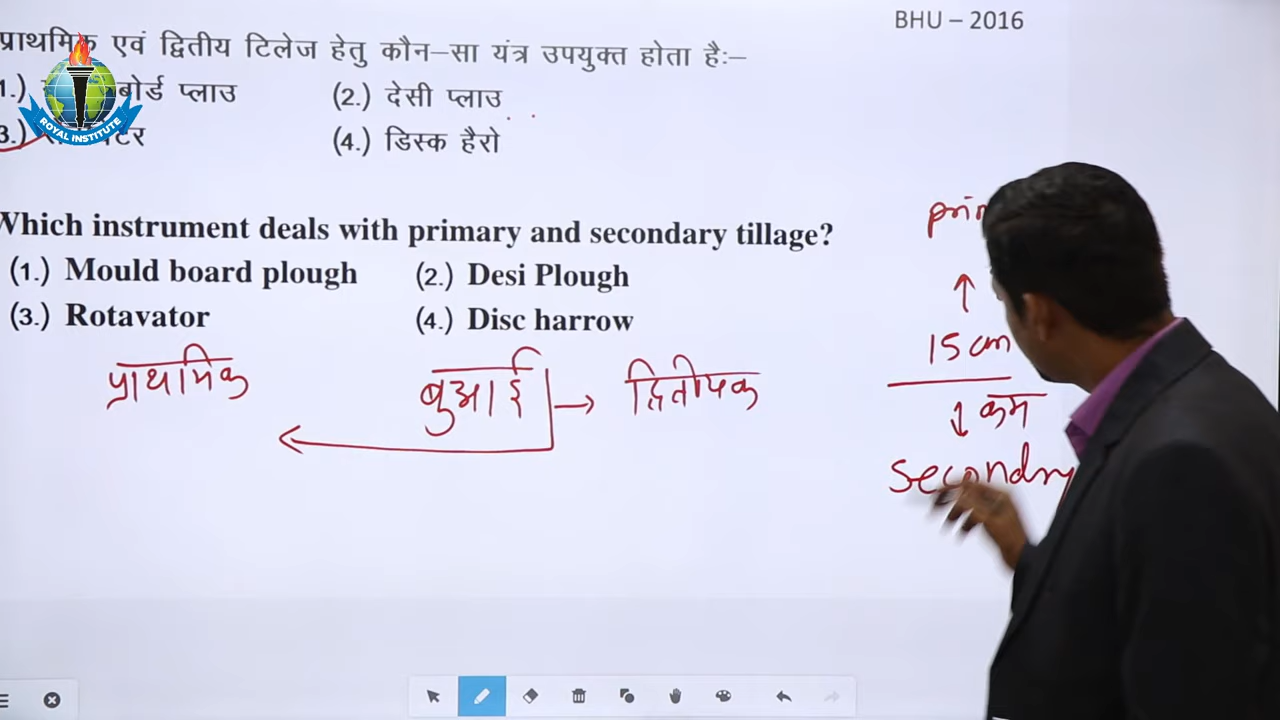 BHU – 2016
प्राथमिक एवं द्वितीय टिलेज हेतु कौन–सा यंत्र उपयुक्त होता हैः–
1.) बोर्ड प्लाउ (2.) देसी प्लाउ
3.) (4.) डिस्क हैरो
ROYAL INSTITUTE
Which instrument deals with primary and secondary tillage?
(1.) Mould board plough (2.) Desi Plough
(3.) Rotavator (4.) Disc harrow
प्राथमिक बुआई → द्वितीयक
15 cm
कम
secondry